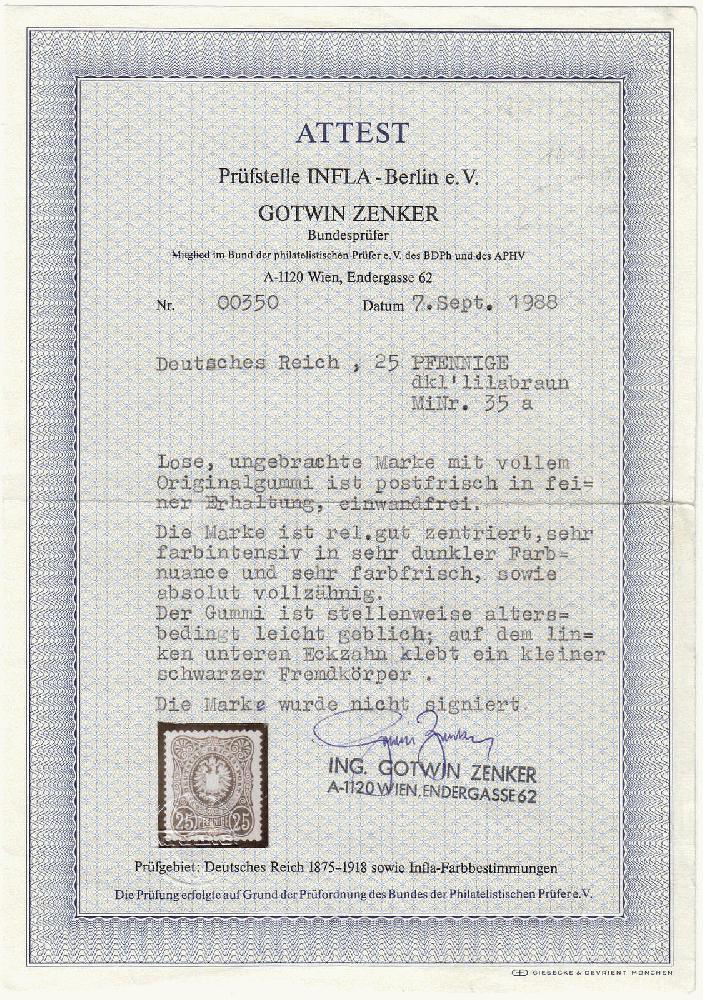 ATTEST
Prüfstelle INFLA - Berlin e. V.
GOTWIN ZENKER
Bundesprüfer
Mitglied im Bund der philatelistischen Prüfer e. V. des BDPh und des APHV
A-1120 Wien, Endergasse 62
Nr. 00350 Datum 7. Sept. 1988
Deutsches Reich , 25 PFENNIGE
dkl'lilabraun
MiNr. 35 a
Lose, ungebrachte Marke mit vollem
Originalgummi ist postfrisch in fei=
ner Erhaltung, einwandfrei.
Die Marke ist rel.gut zentriert,sehr
farbintensiv in sehr dunkler Farb=
nuance und sehr farbfrisch, sowie
absolut vollzähnig.
Der Gummi ist stellenweise alters=
bedingt leicht geblich; auf dem lin=
ken unteren Eckzahn klebt ein kleiner
schwarzer Fremdkörper .
Die Marke wurde nicht signiert.
25 PFENNIGE 25
ING. GOTWIN ZENKER
A-1120 WIEN, ENDERGASSE 62
Prüfgebiet: Deutsches Reich 1875-1918 sowie Infla-Farbbestimmungen
Die Prüfung erfolgte auf Grund der Prüfordnung des Bundes der Philatelistischen Prüfer e. V.
GIESECKE & DEVRIENT MÜNCHEN